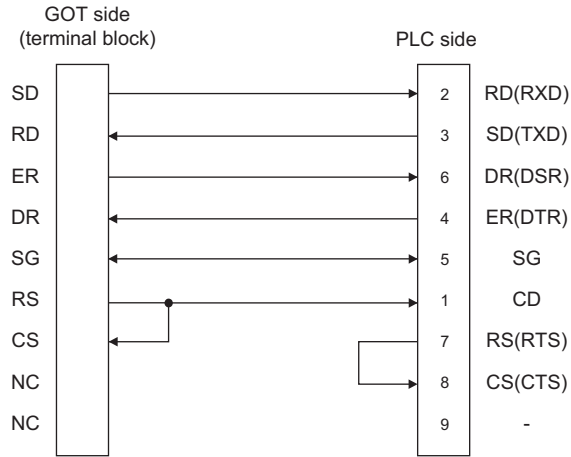 GOT side
(terminal block)
PLC side
SD 2 RD(RXD)
RD 3 SD(TXD)
ER 6 DR(DSR)
DR 4 ER(DTR)
SG 5 SG
RS 1 CD
CS 7 RS(RTS)
NC 8 CS(CTS)
NC 9 -